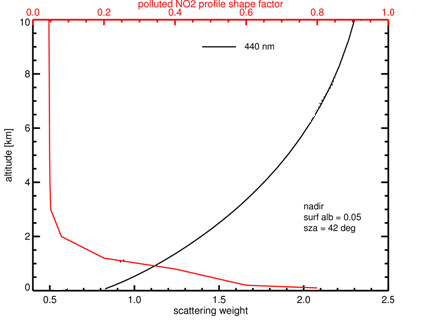 polluted NO2 profile shape factor
0.0 0.2 0.4 0.6 0.8 1.0
440 nm
10
8
6
4
2
0
altitude [km]
nadir
surf alb = 0.05
sza = 42 deg
0.5 1.0 1.5 2.0 2.5
scattering weight